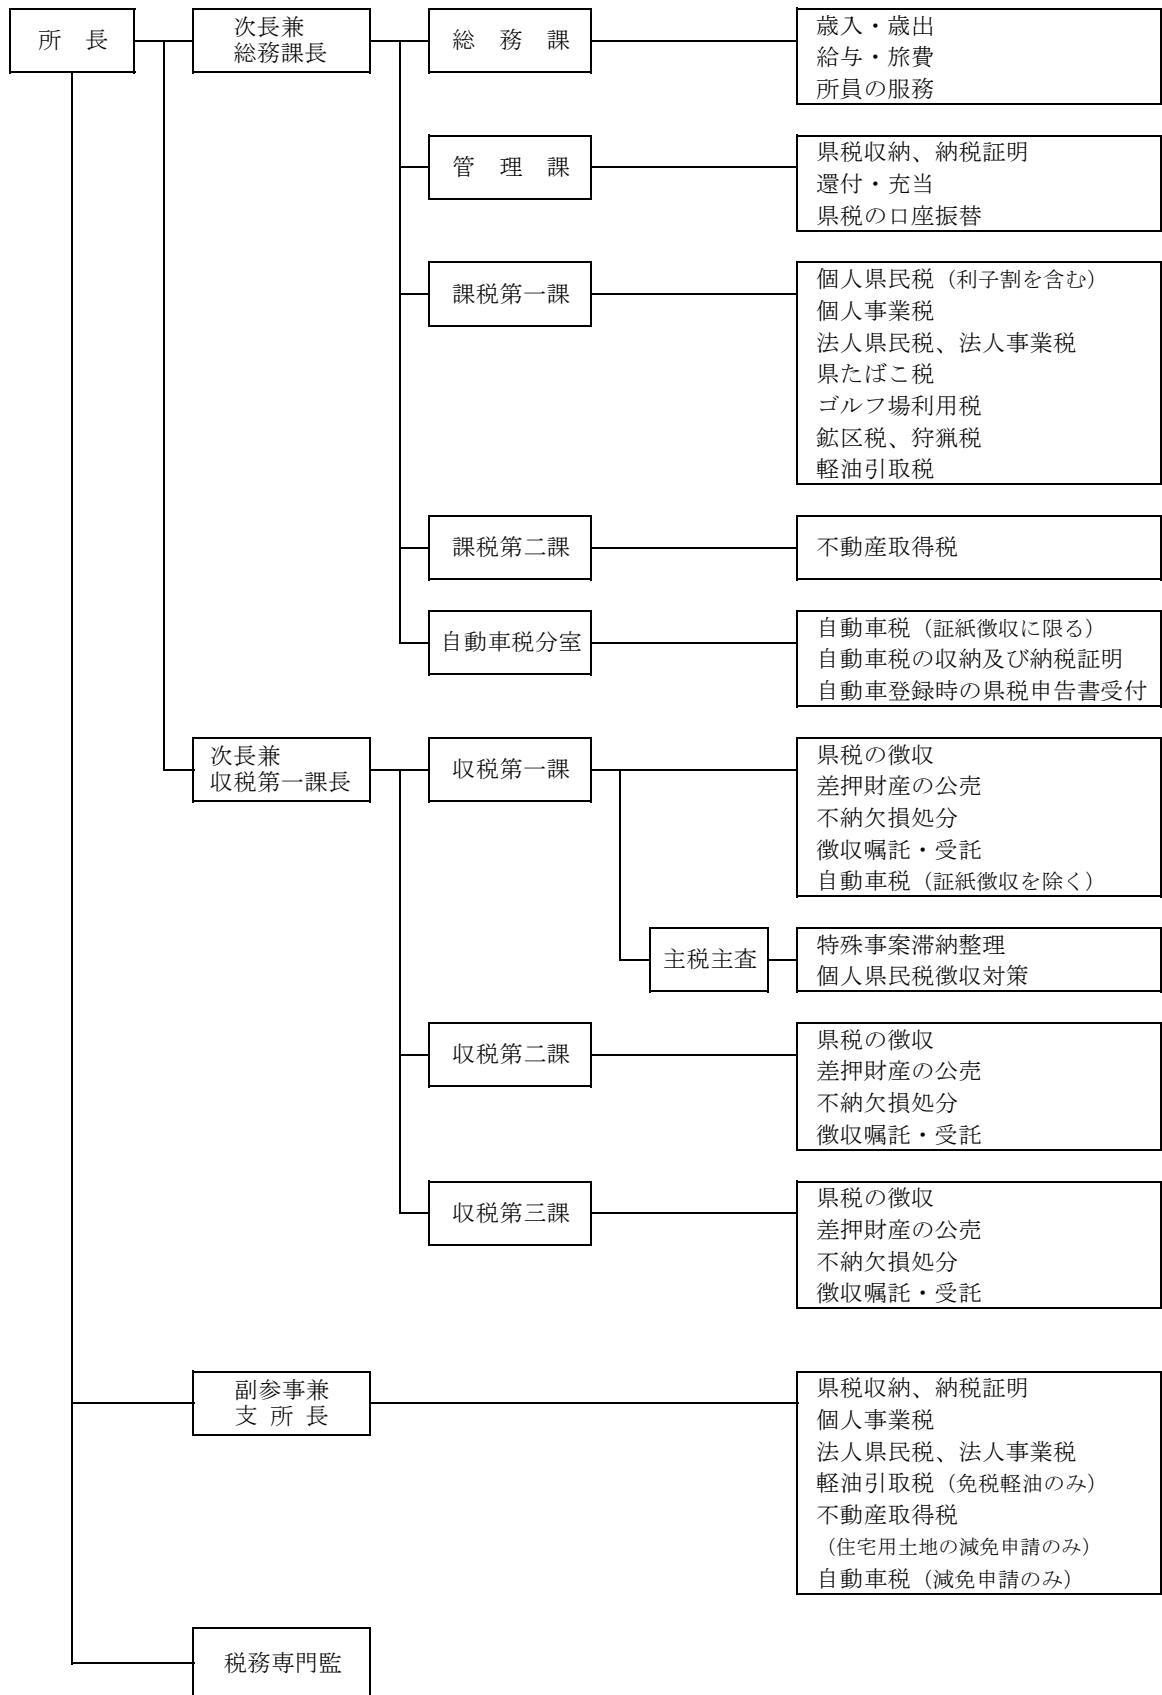 所　長
次長兼
総務課長
総　務　課
歳入・歳出
給与・旅費
所員の服務
管　理　課
県税収納、納税証明
還付・充当
県税の口座振替
課税第一課
個人県民税（利子割を含む）
個人事業税
法人県民税、法人事業税
県たばこ税
ゴルフ場利用税
鉱区税、狩猟税
軽油引取税
課税第二課
不動産取得税
自動車税分室
自動車税（証紙徴収に限る）
自動車税の収納及び納税証明
自動車登録時の県税申告書受付
次長兼
収税第一課長
収税第一課
県税の徴収
差押財産の公売
不納欠損処分
徴収嘱託・受託
自動車税（証紙徴収を除く）
主税主査
特殊事案滞納整理
個人県民税徴収対策
収税第二課
県税の徴収
差押財産の公売
不納欠損処分
徴収嘱託・受託
収税第三課
県税の徴収
差押財産の公売
不納欠損処分
徴収嘱託・受託
副参事兼
支 所 長
県税収納、納税証明
個人事業税
法人県民税、法人事業税
軽油引取税（免税軽油のみ）
不動産取得税
（住宅用土地の減免申請のみ）
自動車税（減免申請のみ）
税務専門監